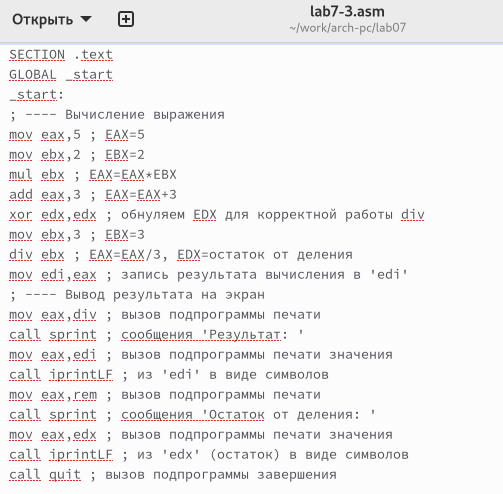 Открыть
lab7-3.asm
~/work/arch-pc/lab07
SECTION .text
GLOBAL _start
_start:
; ---- Вычисление выражения
mov eax,5 ; EAX=5
mov ebx,2 ; EBX=2
mul ebx ; EAX=EAX*EBX
add eax,3 ; EAX=EAX+3
xor edx,edx ; обнуляем EDX для корректной работы div
mov ebx,3 ; EBX=3
div ebx ; EAX=EAX/3, EDX=остаток от деления
mov edi,eax ; запись результата вычисления в 'edi'
; ---- Вывод результата на экран
mov eax,div ; вызов подпрограммы печати
call sprint ; сообщения 'Результат: '
mov eax,edi ; вызов подпрограммы печати значения
call iprintLF ; из 'edi' в виде символов
mov eax,rem ; вызов подпрограммы печати
call sprint ; сообщения 'Остаток от деления: '
mov eax,edx ; вызов подпрограммы печати значения
call iprintLF ; из 'edx' (остаток) в виде символов
call quit ; вызов подпрограммы завершения